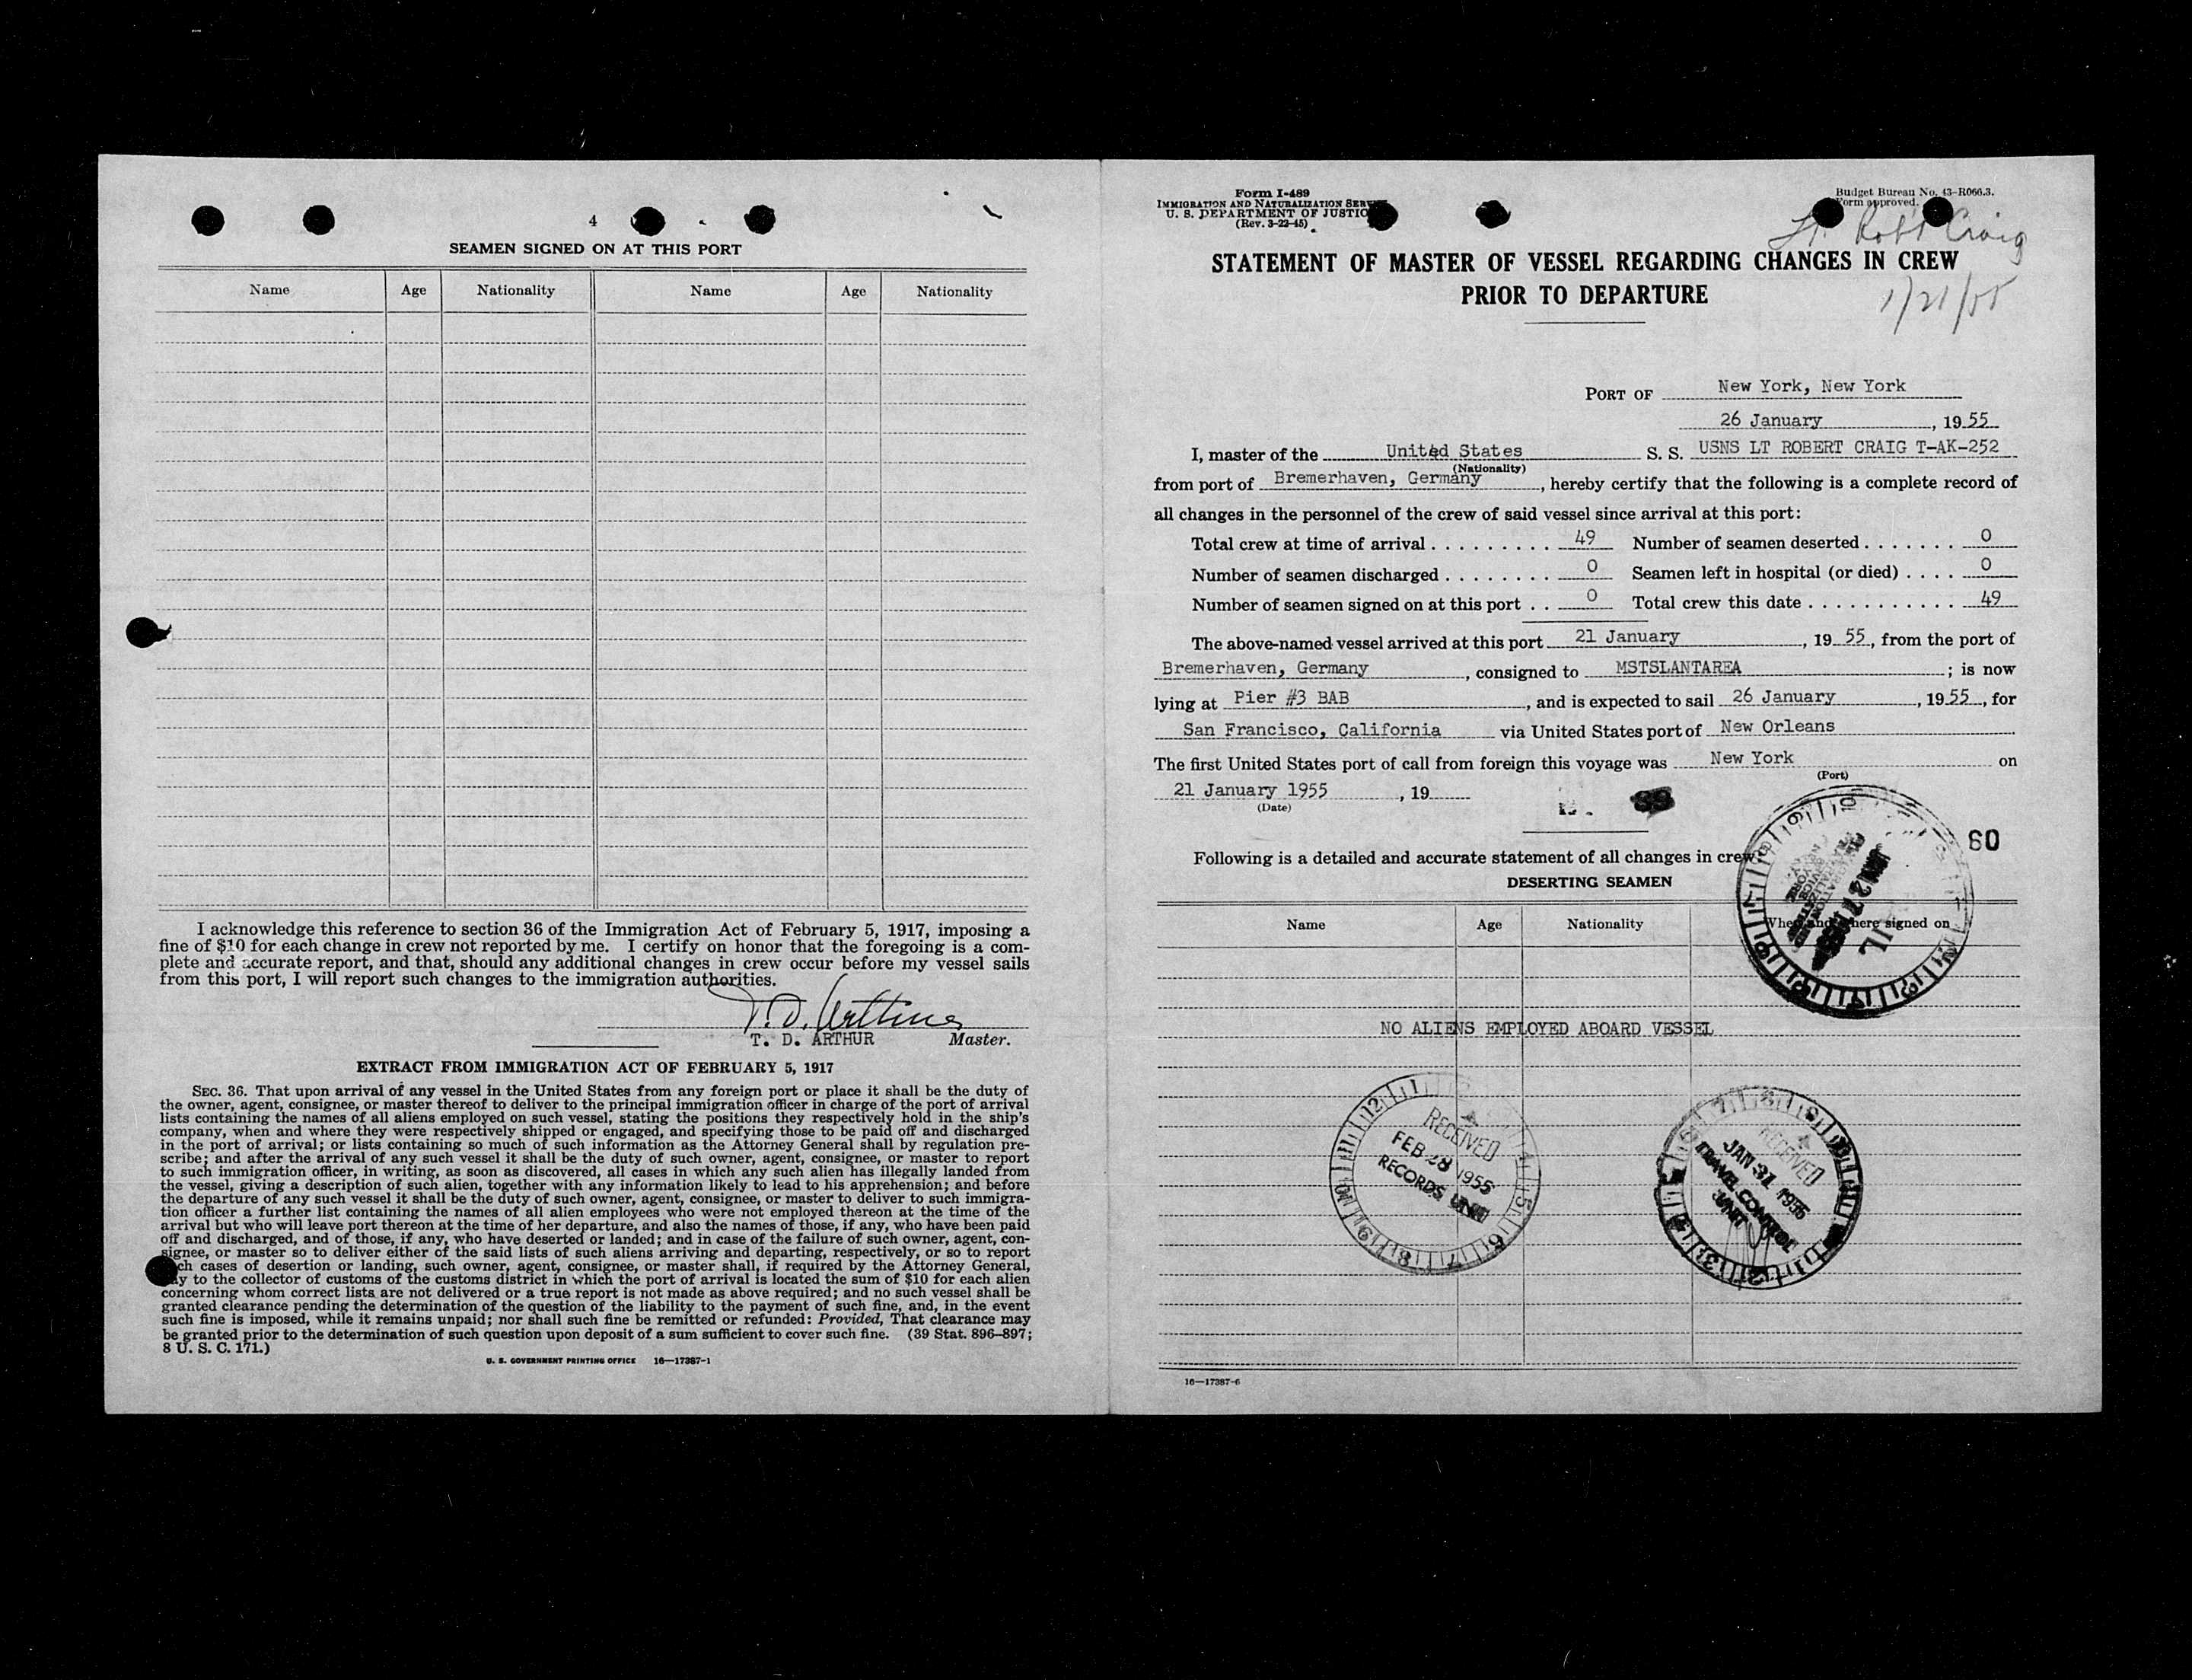 4
SEAMEN SIGNED ON AT THIS PORT
Name Age Nationality Name Age Nationality
I acknowledge this reference to section 36 of the Immigration Act of February 5, 1917, imposing a
fine of $10 for each change in crew not reported by me. I certify on honor that the foregoing is a com-
plete and accurate report, and that, should any additional changes in crew occur before my vessel sails
from this port, I will report such changes to the immigration authorities.
T. D. Arthur
T. D. ARTHUR Master.
EXTRACT FROM IMMIGRATION ACT OF FEBRUARY 5, 1917
SEC. 36. That upon arrival of any vessel in the United States from any foreign port or place it shall be the duty of
the owner, agent, consignee, or master thereof to deliver to the principal immigration officer in charge of the port of arrival
lists containing the names of all aliens employed on such vessel, stating the positions they respectively hold in the ship's
company, when and where they were respectively shipped or engaged, and specifying those to be paid off and discharged
in the port of arrival; or lists containing so much of such information as the Attorney General shall by regulation pre-
scribe; and after the arrival of any such vessel it shall be the duty of such owner, agent, consignee, or master to report
to such immigration officer, in writing, as soon as discovered, all cases in which any such alien has illegally landed from
the vessel, giving a description of such alien, together with any information likely to lead to his apprehension; and before
the departure of any such vessel it shall be the duty of such owner, agent, consignee, or master to deliver to such immigra-
tion officer a further list containing the names of all alien employees who were not employed thereon at the time of the
arrival but who will leave port thereon at the time of her departure, and also the names of those, if any, who have been paid
off and discharged, and of those, if any, who have deserted or landed; and in case of the failure of such owner, agent, con-
signee, or master so to deliver either of the said lists of such aliens arriving and departing, respectively, or so to report
ch cases of desertion or landing, such owner, agent, consignee, or master shall, if required by the Attorney General,
y to the collector of customs of the customs district in which the port of arrival is located the sum of $10 for each alien
concerning whom correct lists are not delivered or a true report is not made as above required; and no such vessel shall be
granted clearance pending the determination of the question of the liability to the payment of such fine, and, in the event
such fine is imposed, while it remains unpaid; nor shall such fine be remitted or refunded: Provided, That clearance may
be granted prior to the determination of such question upon deposit of a sum sufficient to cover such fine. (39 Stat. 896–897;
8 U. S. C. 171.)
U. S. GOVERNMENT PRINTING OFFICE 16—17387-1
Form I-489
IMMIGRATION AND NATURALIZATION SERV
U. S. DEPARTMENT OF JUSTIC
(Rev. 3-22-45)
Budget Bureau No. 43-R066.3.
Form approved.
Lt. Robt Craig
1/21/55
STATEMENT OF MASTER OF VESSEL REGARDING CHANGES IN CREW
PRIOR TO DEPARTURE
PORT OF New York, New York
26 January, 1955
I, master of the United States S. S. USNS LT ROBERT CRAIG T-AK-252
(Nationality)
from port of Bremerhaven, Germany, hereby certify that the following is a complete record of
all changes in the personnel of the crew of said vessel since arrival at this port:
Total crew at time of arrival . . . . . . . . . . 49 Number of seamen deserted . . . . . . . 0
Number of seamen discharged . . . . . . . . 0 Seamen left in hospital (or died) . . . . 0
Number of seamen signed on at this port . . 0 Total crew this date . . . . . . . . . . . . 49
The above-named vessel arrived at this port 21 January, 1955, from the port of
Bremerhaven, Germany, consigned to MSTSLANTAREA; is now
lying at Pier #3 BAB, and is expected to sail 26 January, 1955, for
San Francisco, California via United States port of New Orleans
The first United States port of call from foreign this voyage was New York on
(Port)
21 January 1955, 19
(Date)
60
Following is a detailed and accurate statement of all changes in crew
DESERTING SEAMEN
Name Age Nationality When and where signed on
NO ALIENS EMPLOYED ABOARD VESSEL
RECEIVED
FEB 28 1955
RECORDS UNIT
RECEIVED
JAN 31 1955
TRAVEL CONTROL
UNIT
16—17387-6